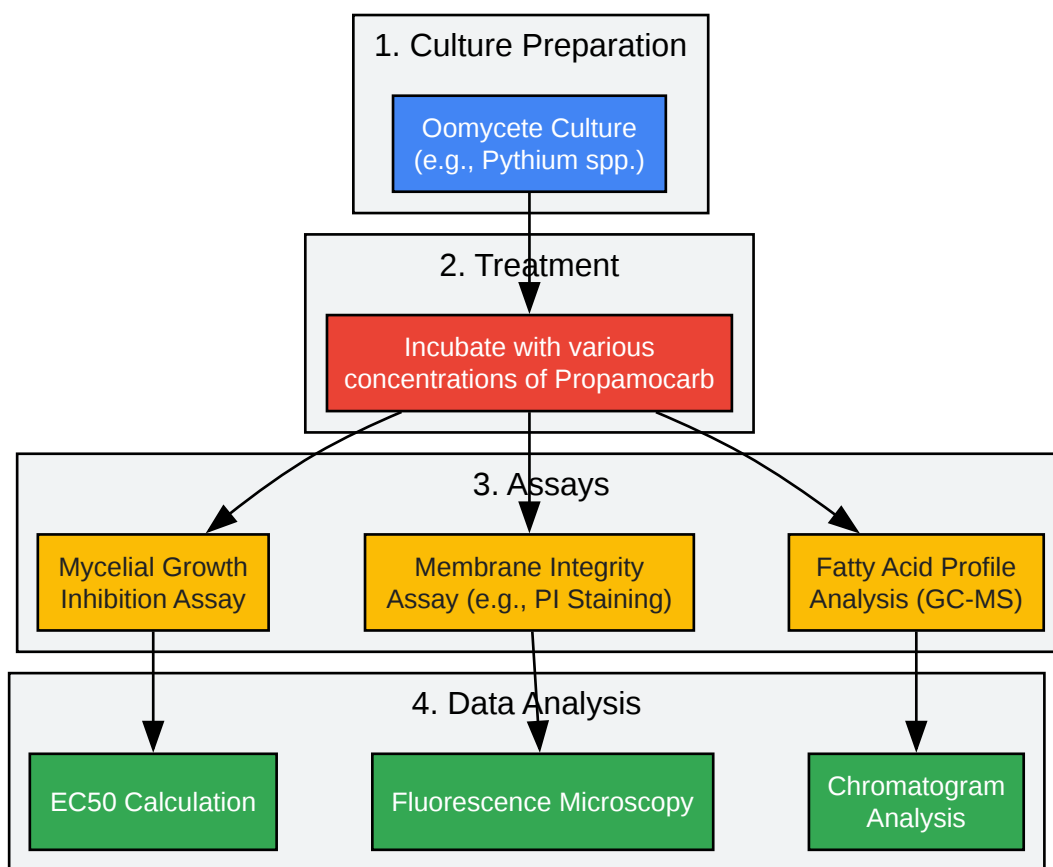 1. Culture Preparation
Oomycete Culture
(e.g., Pythium spp.)
2. Treatment
Incubate with various
concentrations of Propamocarb
3. Assays
Mycelial Growth
Inhibition Assay
Membrane Integrity
Assay (e.g., PI Staining)
Fatty Acid Profile
Analysis (GC-MS)
4. Data Analysis
EC50 Calculation
Fluorescence Microscopy
Chromatogram
Analysis